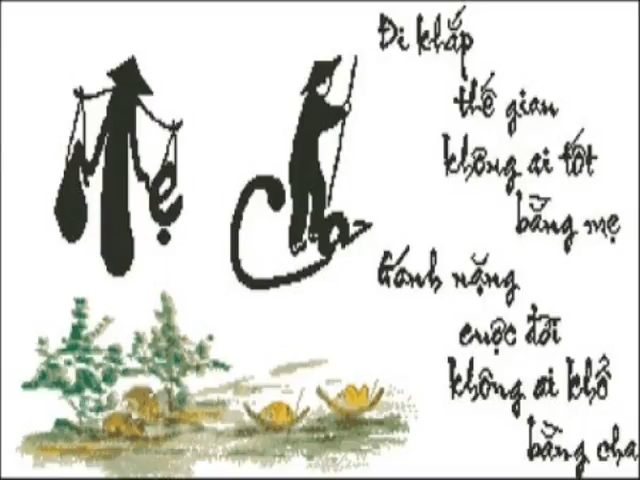 Mẹ Cha
Đi khắp
thế gian
không ai tốt
bằng mẹ
Gánh nặng
cuộc đời
không ai khổ
bằng cha